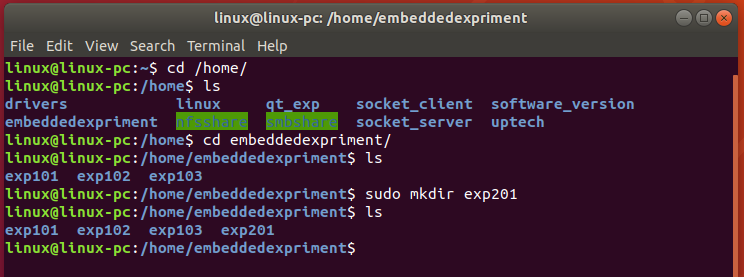 linux@linux-pc: /home/embeddedexpriment
File Edit View Search Terminal Help
linux@linux-pc:~$ cd /home/
linux@linux-pc:/home$ ls
drivers linux qt_exp socket_client software_version
embeddedexpriment nfsshare smbshare socket_server uptech
linux@linux-pc:/home$ cd embeddedexpriment/
linux@linux-pc:/home/embeddedexpriment$ ls
exp101 exp102 exp103
linux@linux-pc:/home/embeddedexpriment$ sudo mkdir exp201
linux@linux-pc:/home/embeddedexpriment$ ls
exp101 exp102 exp103 exp201
linux@linux-pc:/home/embeddedexpriment$